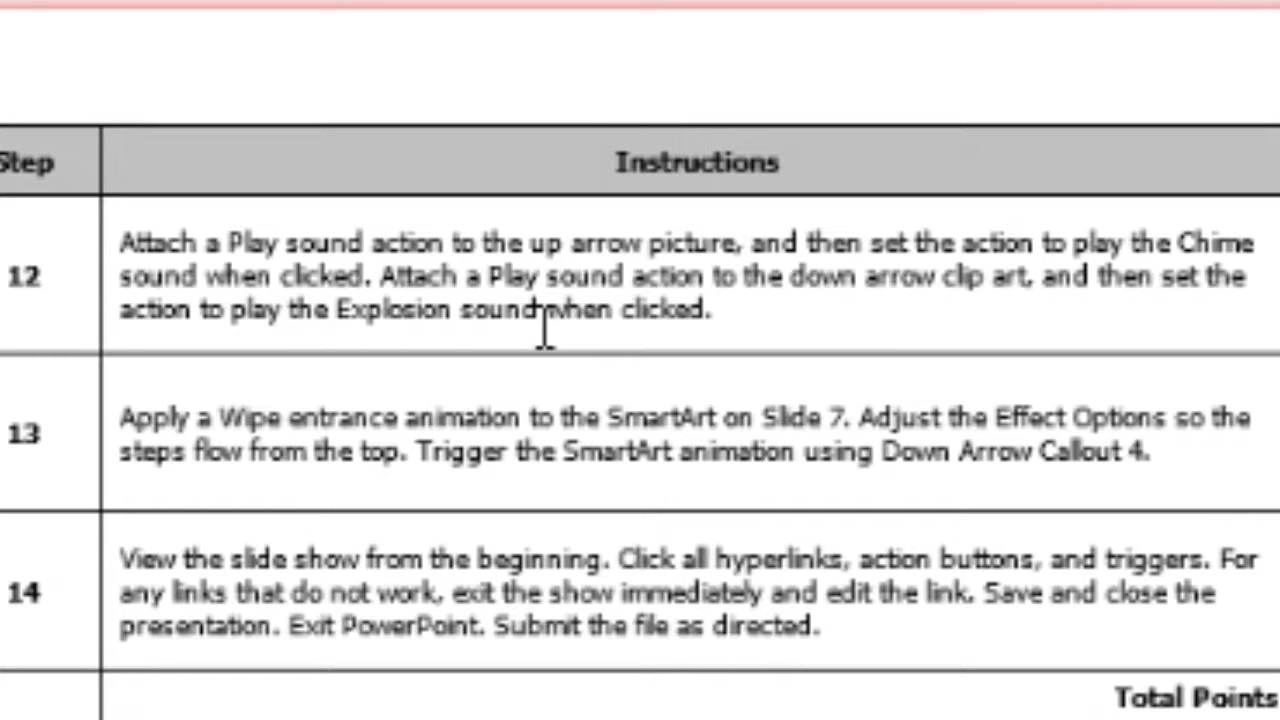 Step Instructions
12 Attach a Play sound action to the up arrow picture, and then set the action to play the Chime
sound when clicked. Attach a Play sound action to the down arrow clip art, and then set the
action to play the Explosion sound when clicked.
13 Apply a Wipe entrance animation to the SmartArt on Slide 7. Adjust the Effect Options so the
steps flow from the top. Trigger the SmartArt animation using Down Arrow Callout 4.
14 View the slide show from the beginning. Click all hyperlinks, action buttons, and triggers. For
any links that do not work, exit the show immediately and edit the link. Save and close the
presentation. Exit PowerPoint. Submit the file as directed.
Total Points